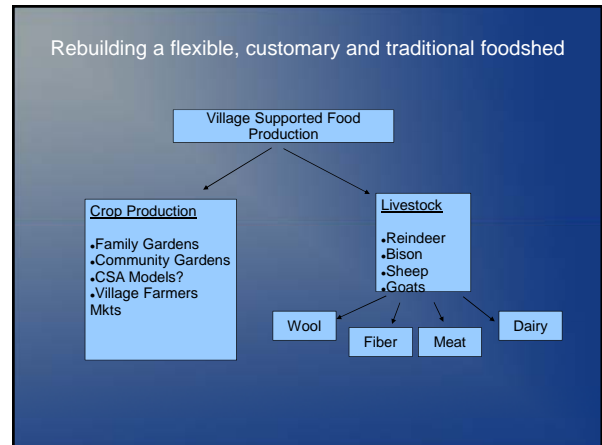 Rebuilding a flexible, customary and traditional foodshed
Village Supported Food
Production
Crop Production
•Family Gardens
•Community Gardens
•CSA Models?
•Village Farmers
Mkts
Livestock
•Reindeer
•Bison
•Sheep
•Goats
Wool
Fiber
Meat
Dairy